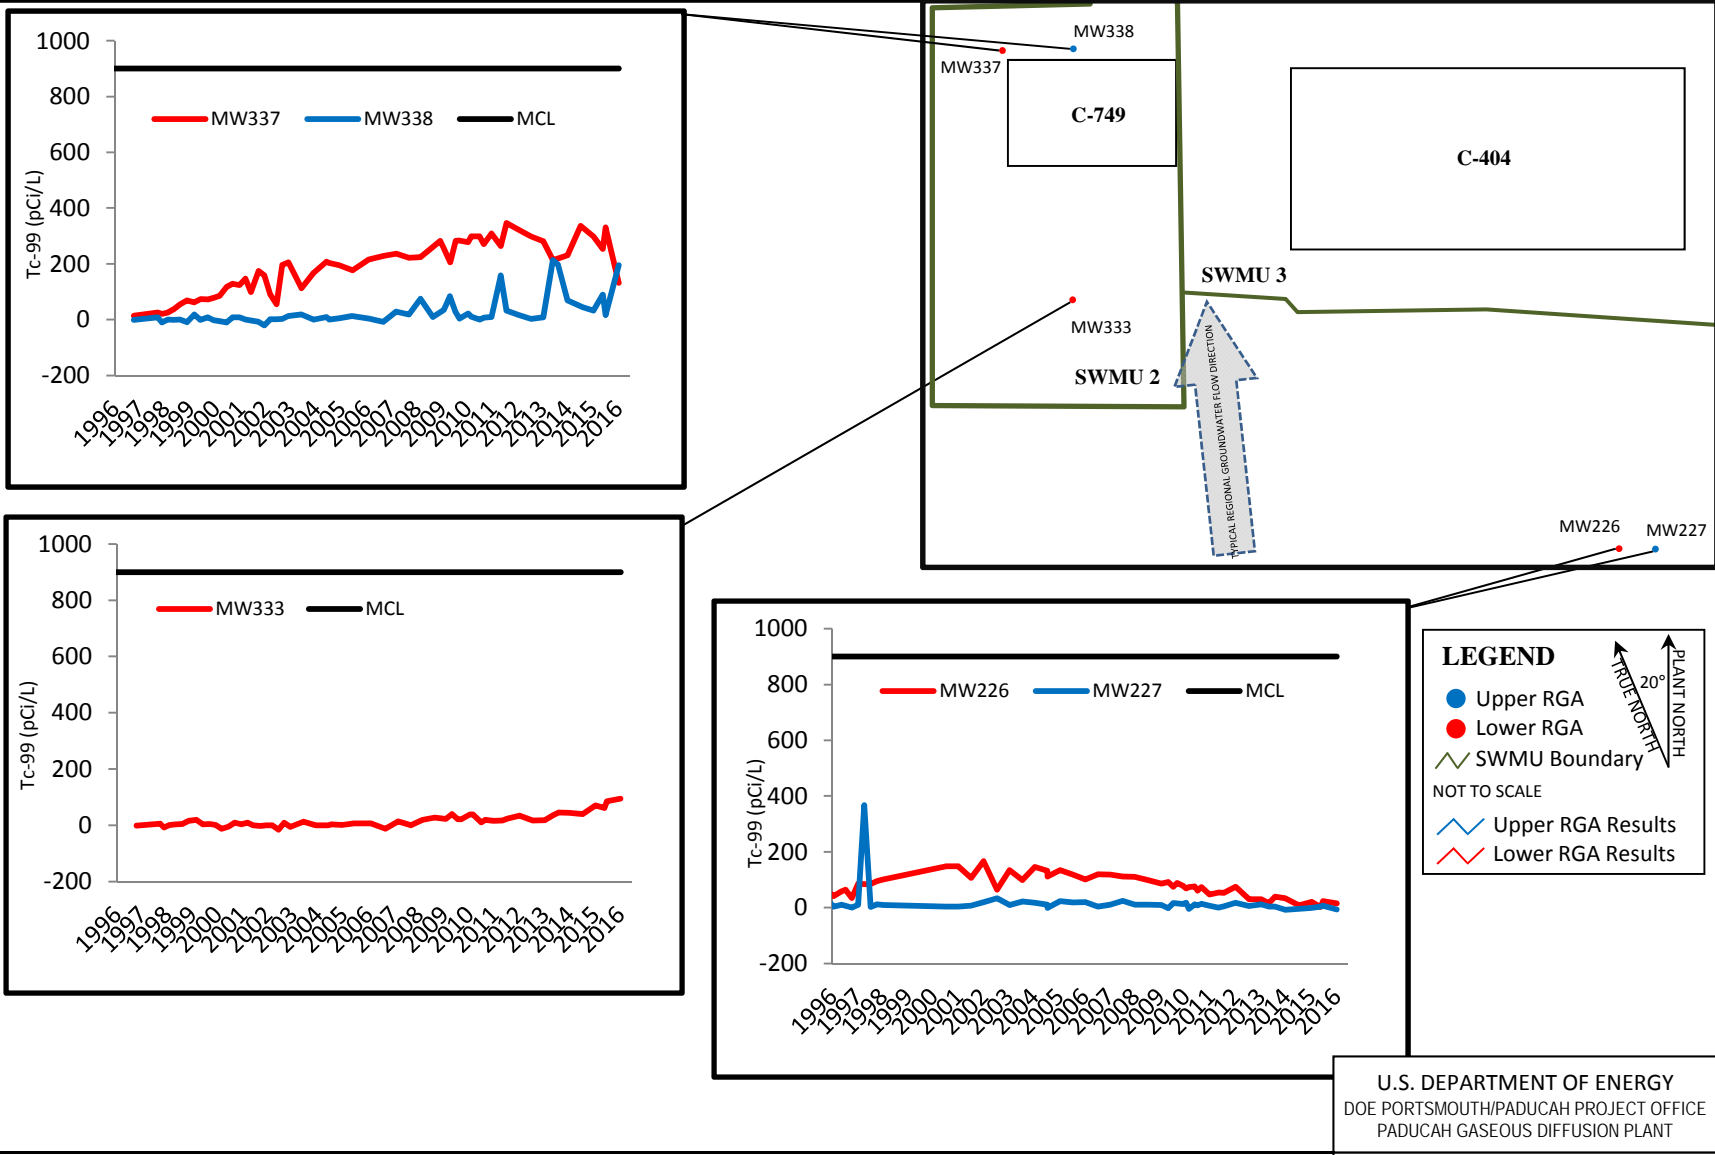 1000
800
600
400
200
0
-200
Tc-99 (pCi/L)
MW337 MW338 MCL
1996 1997 1998 1999 2000 2001 2002 2003 2004 2005 2006 2007 2008 2009 2010 2011 2012 2013 2014 2015 2016
MW338
MW337
C-749
C-404
SWMU 3
MW333
SWMU 2
TYPICAL REGIONAL GROUNDWATER FLOW DIRECTION
MW226 MW227
1000
800
600
400
200
0
-200
Tc-99 (pCi/L)
MW333 MCL
1996 1997 1998 1999 2000 2001 2002 2003 2004 2005 2006 2007 2008 2009 2010 2011 2012 2013 2014 2015 2016
1000
800
600
400
200
0
-200
Tc-99 (pCi/L)
MW226 MW227 MCL
1996 1997 1998 1999 2000 2001 2002 2003 2004 2005 2006 2007 2008 2009 2010 2011 2012 2013 2014 2015 2016
LEGEND
Upper RGA
Lower RGA
SWMU Boundary
NOT TO SCALE
Upper RGA Results
Lower RGA Results
TRUE NORTH
20°
PLANT NORTH
U.S. DEPARTMENT OF ENERGY
DOE PORTSMOUTH/PADUCAH PROJECT OFFICE
PADUCAH GASEOUS DIFFUSION PLANT